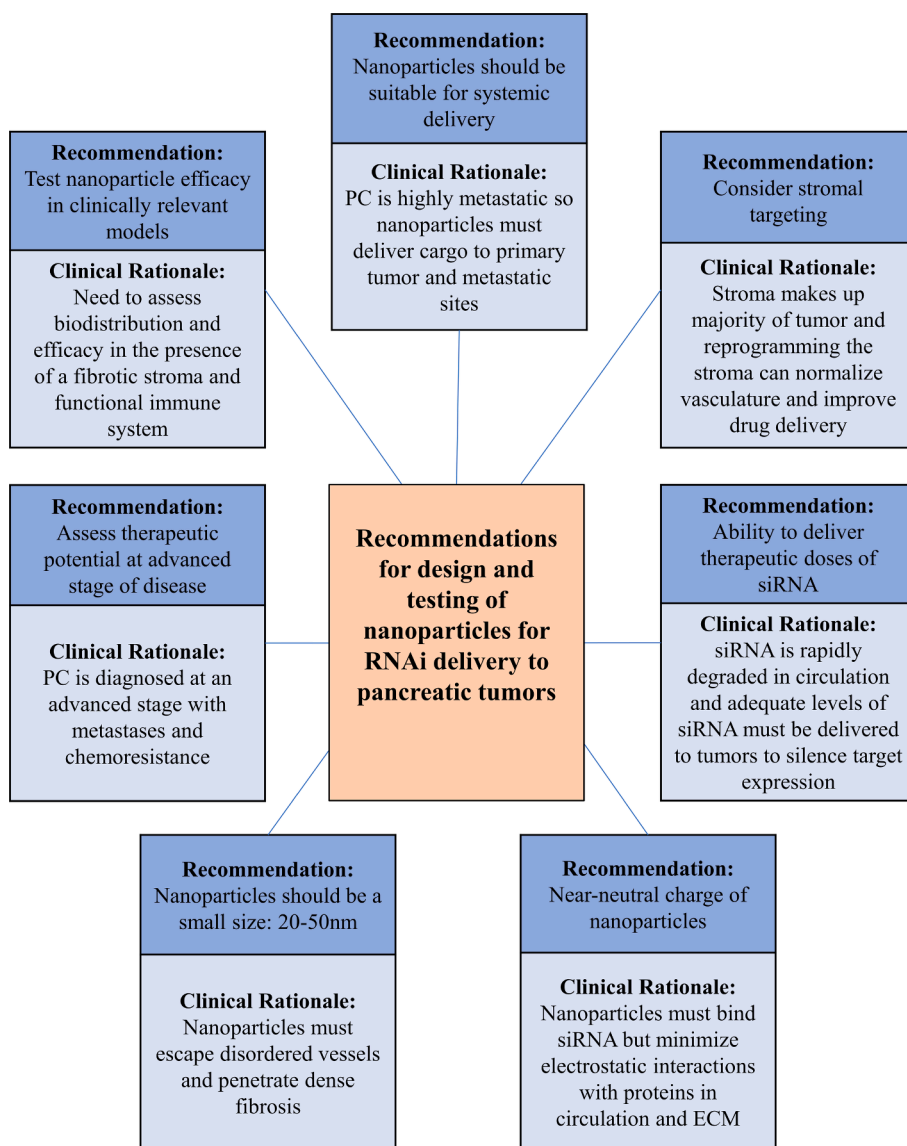 Recommendation:
Nanoparticles should be
suitable for systemic
delivery
Clinical Rationale:
PC is highly metastatic so
nanoparticles must
deliver cargo to primary
tumor and metastatic
sites
Recommendation:
Test nanoparticle efficacy
in clinically relevant
models
Clinical Rationale:
Need to assess
biodistribution and
efficacy in the presence
of a fibrotic stroma and
functional immune
system
Recommendation:
Consider stromal
targeting
Clinical Rationale:
Stroma makes up
majority of tumor and
reprogramming the
stroma can normalize
vasculature and improve
drug delivery
Recommendation:
Assess therapeutic
potential at advanced
stage of disease
Clinical Rationale:
PC is diagnosed at an
advanced stage with
metastases and
chemoresistance
Recommendations
for design and
testing of
nanoparticles for
RNAi delivery to
pancreatic tumors
Recommendation:
Ability to deliver
therapeutic doses of
siRNA
Clinical Rationale:
siRNA is rapidly
degraded in circulation
and adequate levels of
siRNA must be delivered
to tumors to silence target
expression
Recommendation:
Nanoparticles should be a
small size: 20-50nm
Clinical Rationale:
Nanoparticles must
escape disordered vessels
and penetrate dense
fibrosis
Recommendation:
Near-neutral charge of
nanoparticles
Clinical Rationale:
Nanoparticles must bind
siRNA but minimize
electrostatic interactions
with proteins in
circulation and ECM